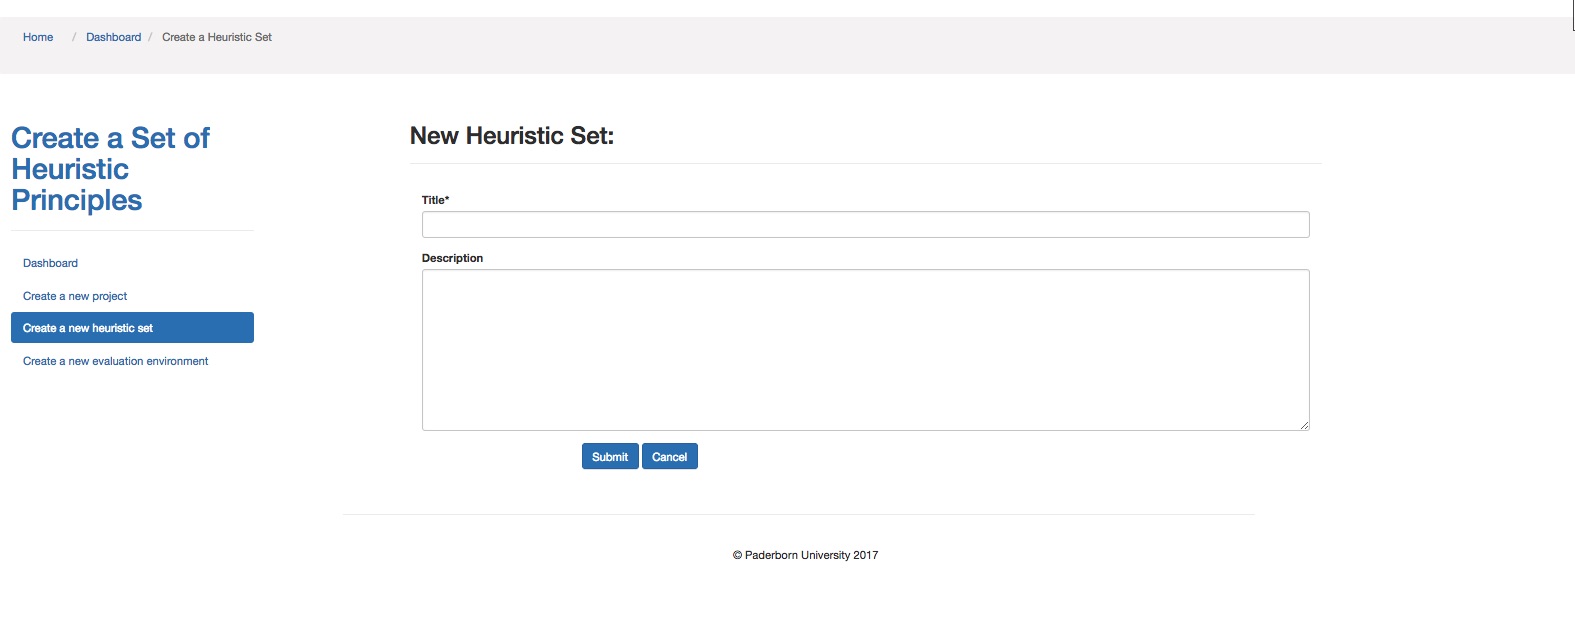 Home / Dashboard / Create a Heuristic Set
Create a Set of
Heuristic
Principles
Dashboard
Create a new project
Create a new heuristic set
Create a new evaluation environment
New Heuristic Set:
Title*
Description
Submit Cancel
© Paderborn University 2017